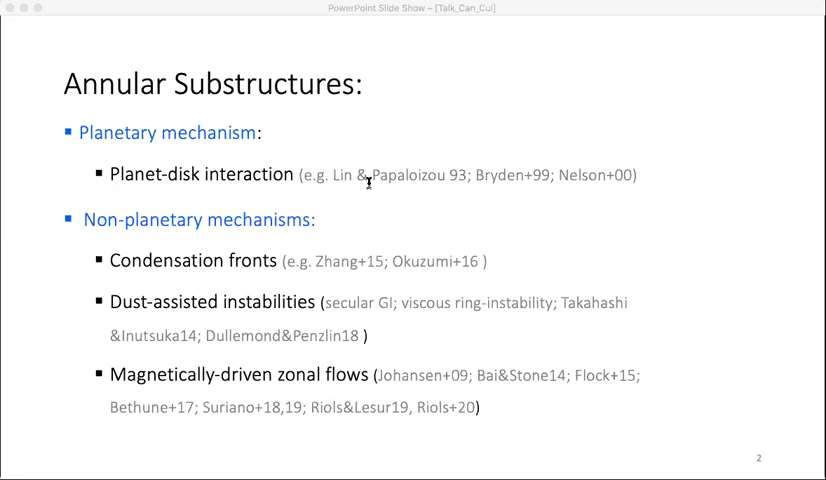 PowerPoint Slide Show – [Talk_Can_Cui]
Annular Substructures:
▪ Planetary mechanism:
▪ Planet-disk interaction (e.g. Lin & Papaloizou 93; Bryden+99; Nelson+00)
▪ Non-planetary mechanisms:
▪ Condensation fronts (e.g. Zhang+15; Okuzumi+16 )
▪ Dust-assisted instabilities (secular GI; viscous ring-instability; Takahashi
&Inutsuka14; Dullemond&Penzlin18 )
▪ Magnetically-driven zonal flows (Johansen+09; Bai&Stone14; Flock+15;
Bethune+17; Suriano+18,19; Riols&Lesur19, Riols+20)
2